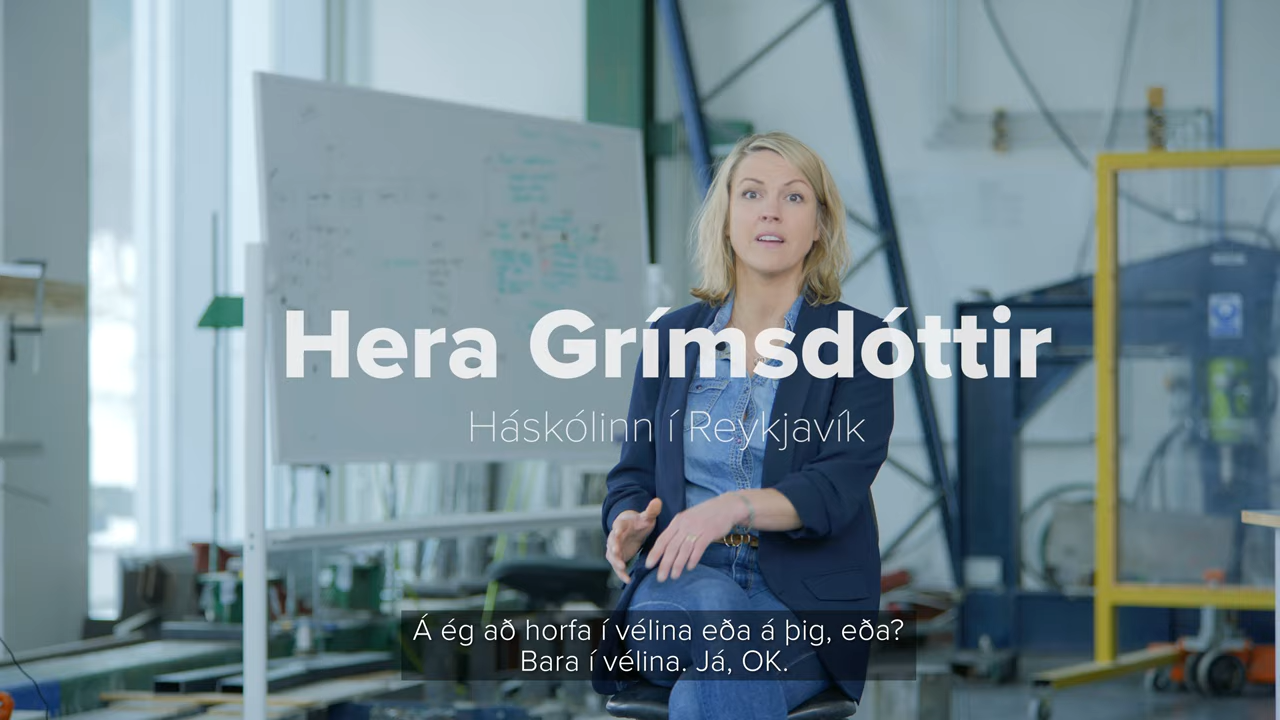 Hera Grímsdóttir
Háskólinn í Reykjavík
Á ég að horfa í vélina eða á þig, eða?
Bara í vélina. Já, OK.